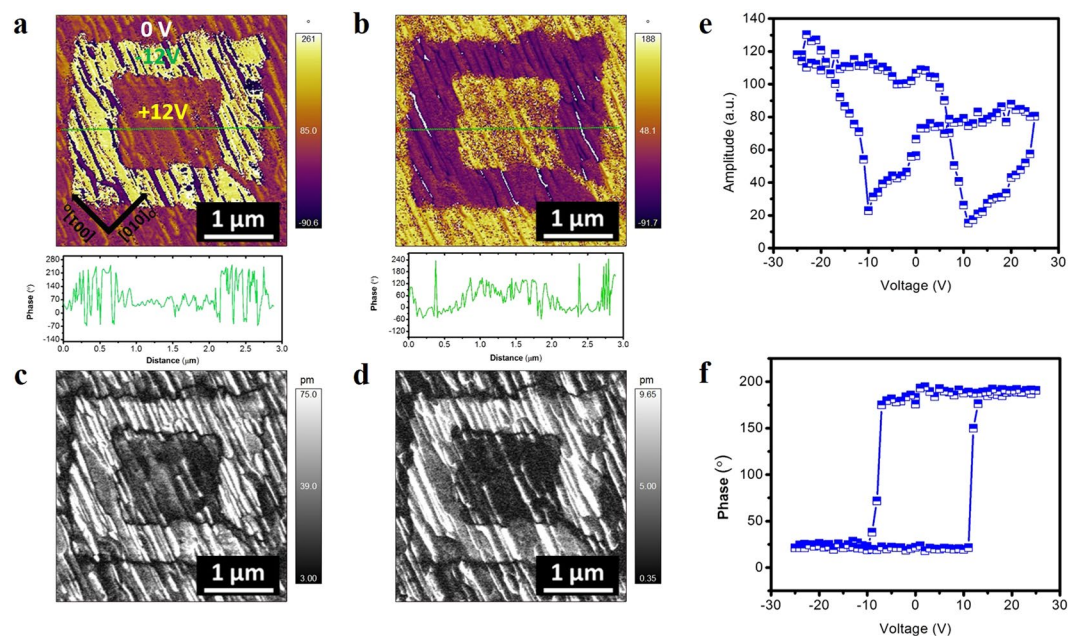 a
0 V
-12V
+12V
[100]o
[010]o
1 µm
°
261
85.0
-90.6
Phase (°)
280
210
140
70
0
-70
-140
0.0 0.5 1.0 1.5 2.0 2.5 3.0
Distance (µm)
b
1 µm
°
188
48.1
-91.7
Phase (°)
240
180
120
60
0
-60
-120
0.0 0.5 1.0 1.5 2.0 2.5 3.0
Distance (µm)
c
1 µm
pm
75.0
39.0
3.00
d
1 µm
pm
9.65
5.00
0.35
e
Amplitude (a.u.)
140
120
100
80
60
40
20
0
-30 -20 -10 0 10 20 30
Voltage (V)
f
Phase (°)
200
150
100
50
0
-30 -20 -10 0 10 20 30
Voltage (V)